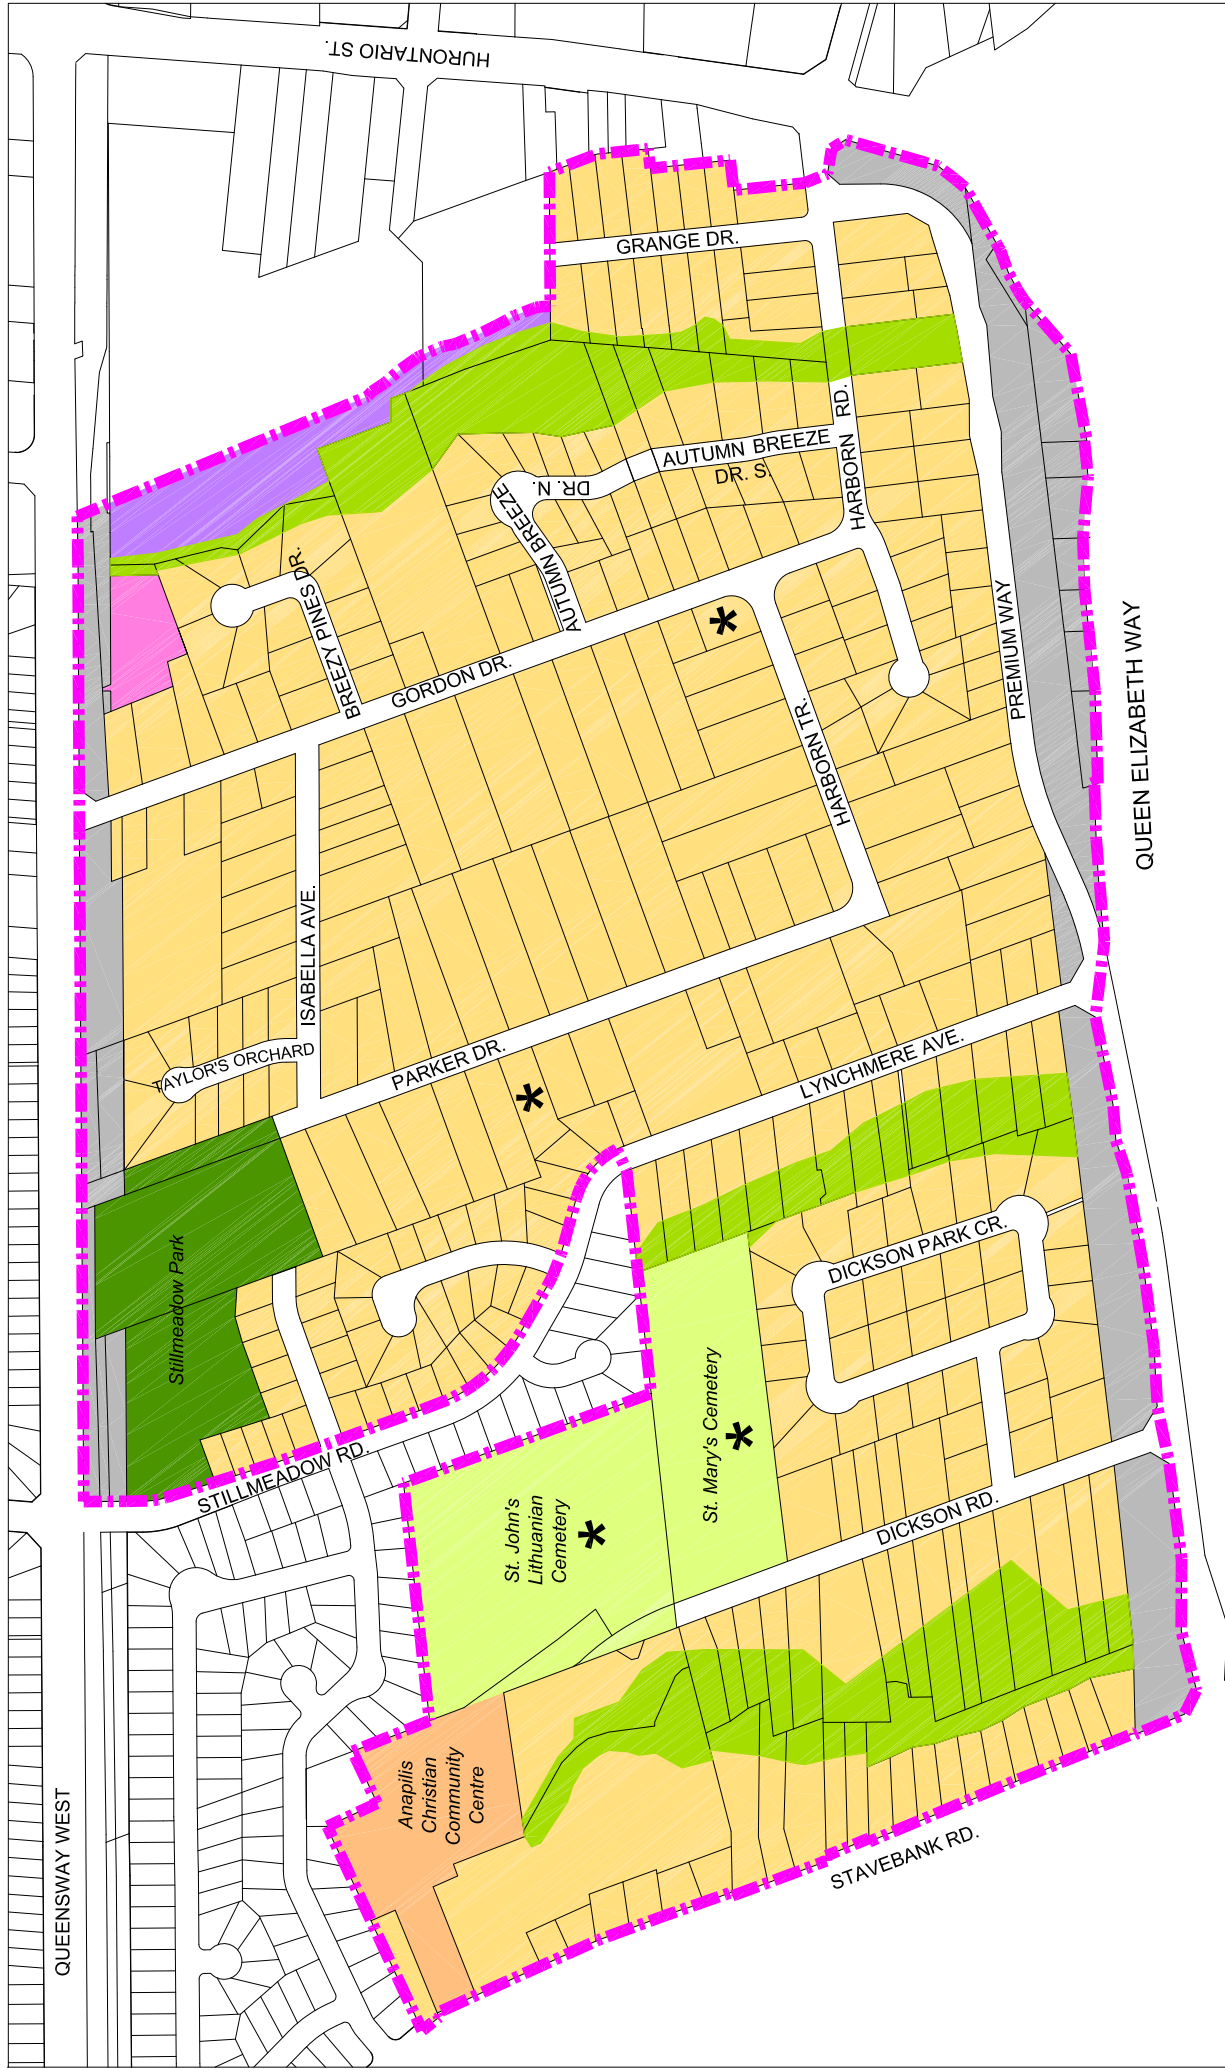 HURONTARIO ST.
GRANGE DR.
HARBORN RD.
AUTUMN BREEZE
DR. S.
AUTUMN BREEZE
DR. N.
BREEZY PINES DR.
GORDON DR.
PREMIUM WAY
QUEEN ELIZABETH WAY
HARBORN TR.
ISABELLA AVE.
TAYLOR'S ORCHARD
PARKER DR.
LYNCHMERE AVE.
Stillmeadow Park
DICKSON PARK CR.
STILLMEADOW RD.
St. Mary's Cemetery
St. John's
Lithuanian
Cemetery
DICKSON RD.
Anapilis
Christian
Community
Centre
QUEENSWAY WEST
STAVEBANK RD.